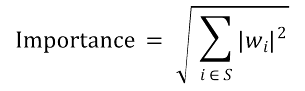 Importance = √(∑_{i ∈ S} |w_i|²)